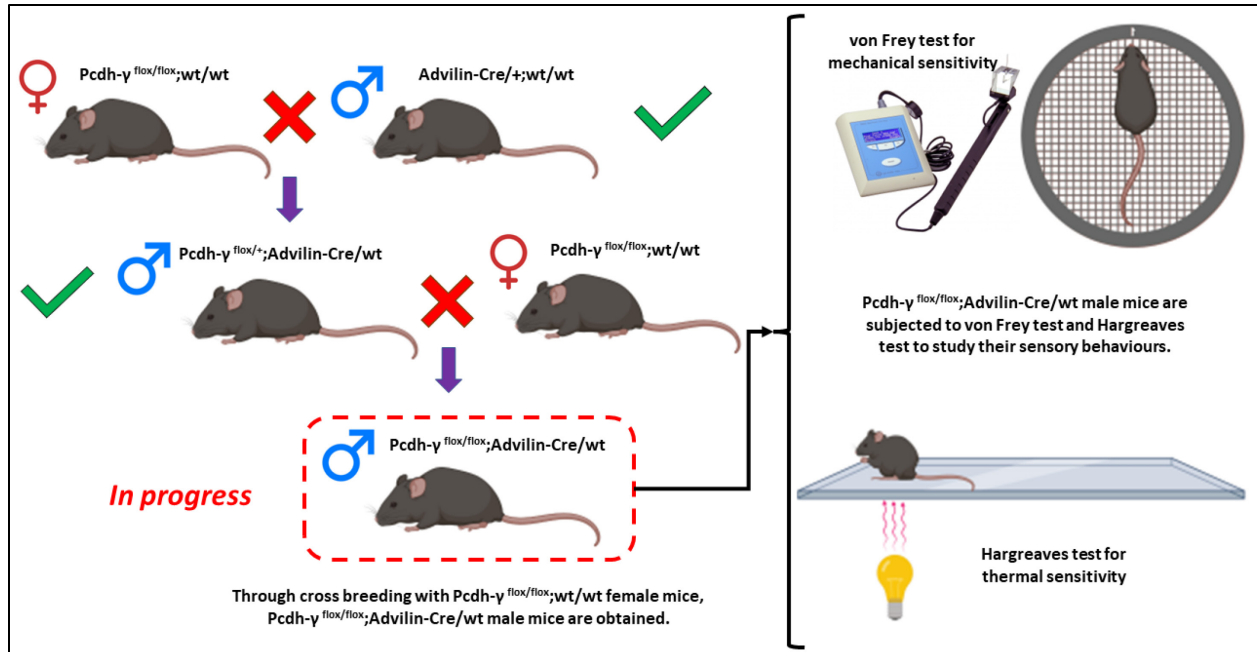 Pcdh-γ flox/flox;wt/wt
Advilin-Cre/+;wt/wt
Pcdh-γ flox/+;Advilin-Cre/wt
Pcdh-γ flox/flox;wt/wt
Pcdh-γ flox/flox;Advilin-Cre/wt
In progress
Through cross breeding with Pcdh-γ flox/flox;wt/wt female mice,
Pcdh-γ flox/flox;Advilin-Cre/wt male mice are obtained.
von Frey test for
mechanical sensitivity
Pcdh-γ flox/flox;Advilin-Cre/wt male mice are
subjected to von Frey test and Hargreaves
test to study their sensory behaviours.
Hargreaves test for
thermal sensitivity